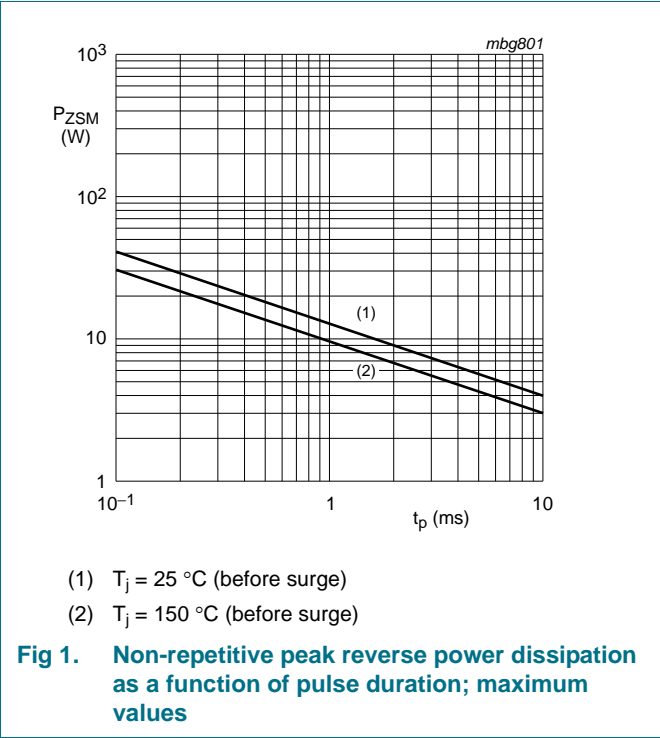 mbg801
10³
P_ZSM
(W)
10²
(1)
10
(2)
1
10⁻¹
1
10
t_p (ms)
(1) T_j = 25 °C (before surge)
(2) T_j = 150 °C (before surge)
Fig 1. Non-repetitive peak reverse power dissipation
as a function of pulse duration; maximum
values